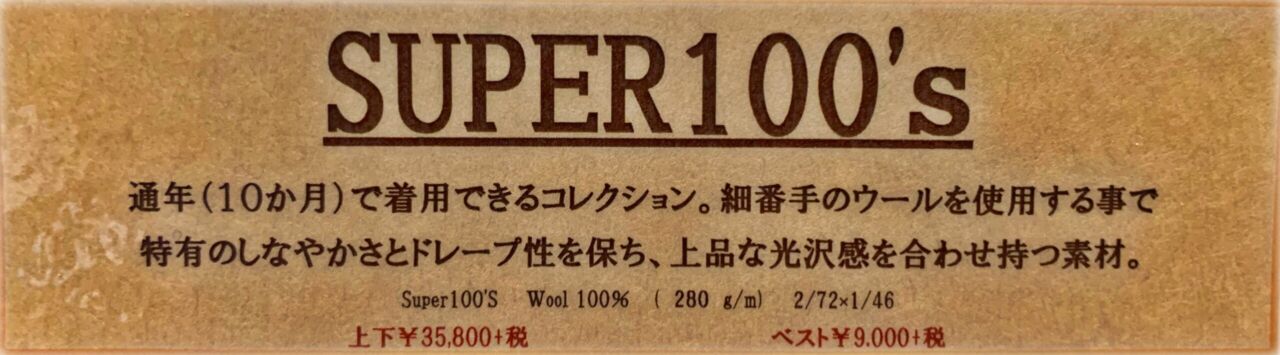 SUPER100's
通年(10か月)で着用できるコレクション。細番手のウールを使用する事で
特有のしなやかさとドレープ性を保ち、上品な光沢感を合わせ持つ素材。
Super100'S Wool 100% ( 280 g/m) 2/72×1/46
上下¥35,800+税 ベスト¥9.000+税